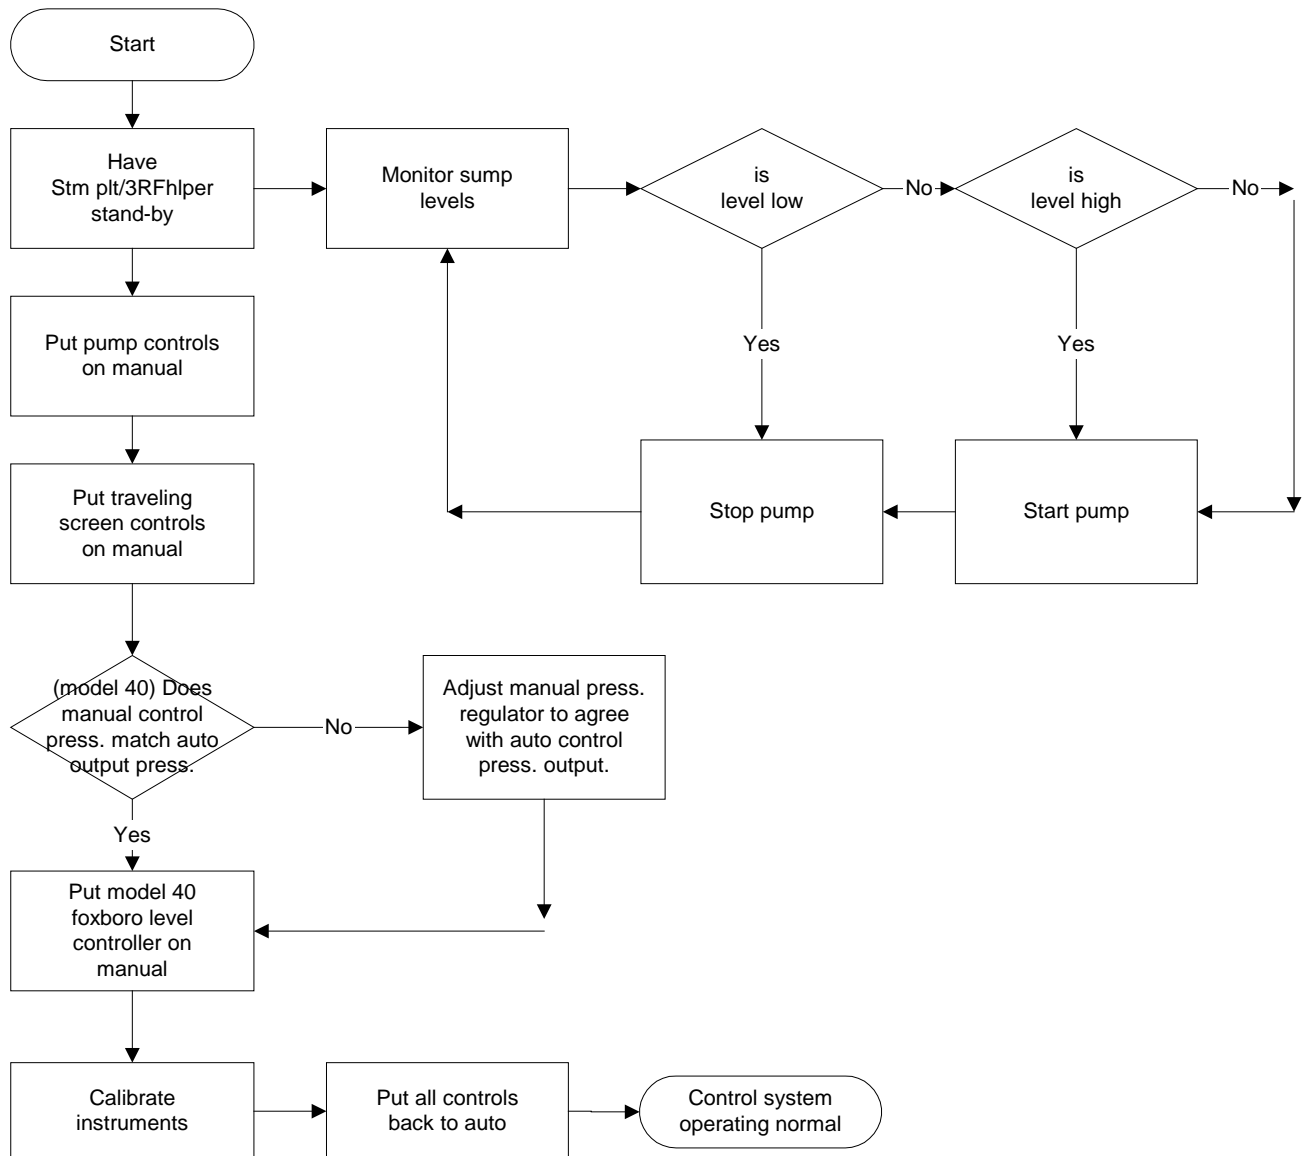 Start
Have
Stm plt/3RFhlper
stand-by
Monitor sump
levels
is
level low
No
is
level high
No
Put pump controls
on manual
Yes
Yes
Put traveling
screen controls
on manual
Stop pump
Start pump
(model 40) Does
manual control
press. match auto
output press.
No
Adjust manual press.
regulator to agree
with auto control
press. output.
Yes
Put model 40
foxboro level
controller on
manual
Calibrate
instruments
Put all controls
back to auto
Control system
operating normal